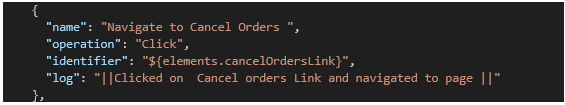 {
"name": "Navigate to Cancel Orders ",
"operation": "Click",
"identifier": "${elements.cancelOrdersLink}",
"log": "||Clicked on  Cancel orders Link and navigated to page ||"
},